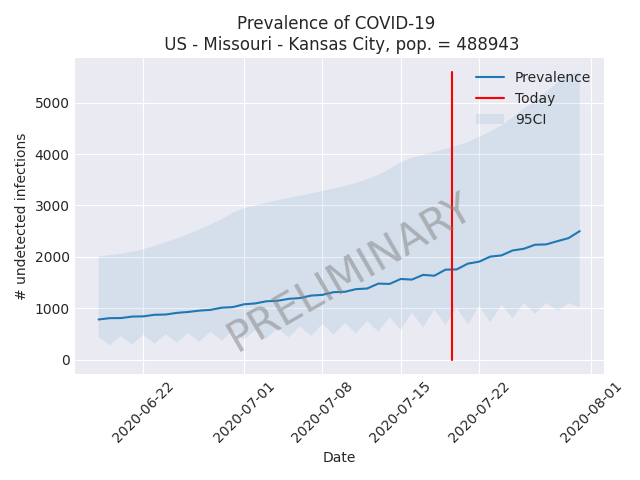 Prevalence of COVID-19
US - Missouri - Kansas City, pop. = 488943
Prevalence
Today
95CI
# undetected infections
5000
4000
3000
2000
1000
0
PRELIMINARY
2020-06-22
2020-07-01
2020-07-08
2020-07-15
2020-07-22
2020-08-01
Date